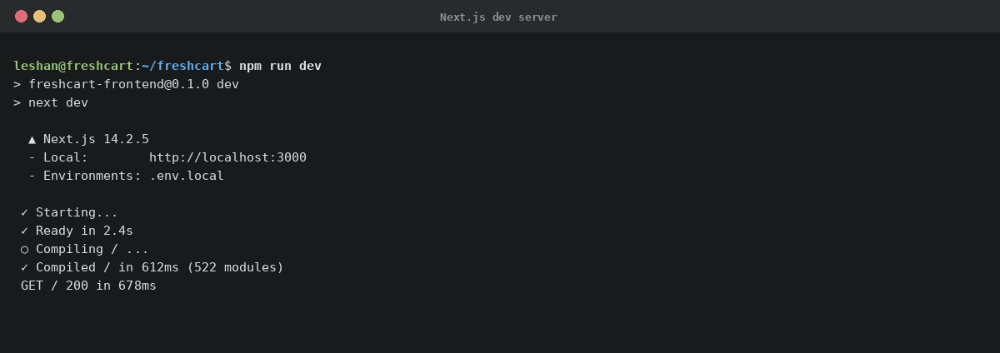 Next.js dev server
leshan@freshcart:~/freshcart$ npm run dev
> freshcart-frontend@0.1.0 dev
> next dev
▲ Next.js 14.2.5
- Local:        http://localhost:3000
- Environments: .env.local
✓ Starting...
✓ Ready in 2.4s
○ Compiling / ...
✓ Compiled / in 612ms (522 modules)
GET / 200 in 678ms